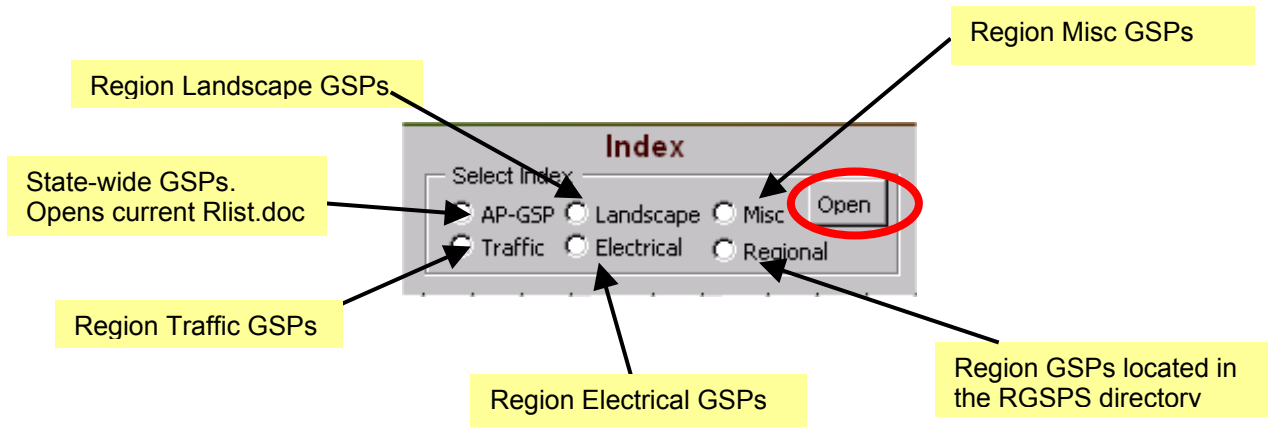 Region Misc GSPs
Region Landscape GSPs
Index
Select Index
State-wide GSPs.
Opens current Rlist.doc
AP-GSP Landscape Misc Open
Traffic Electrical Regional
Region Traffic GSPs
Region GSPs located in
the RGSPS directory
Region Electrical GSPs